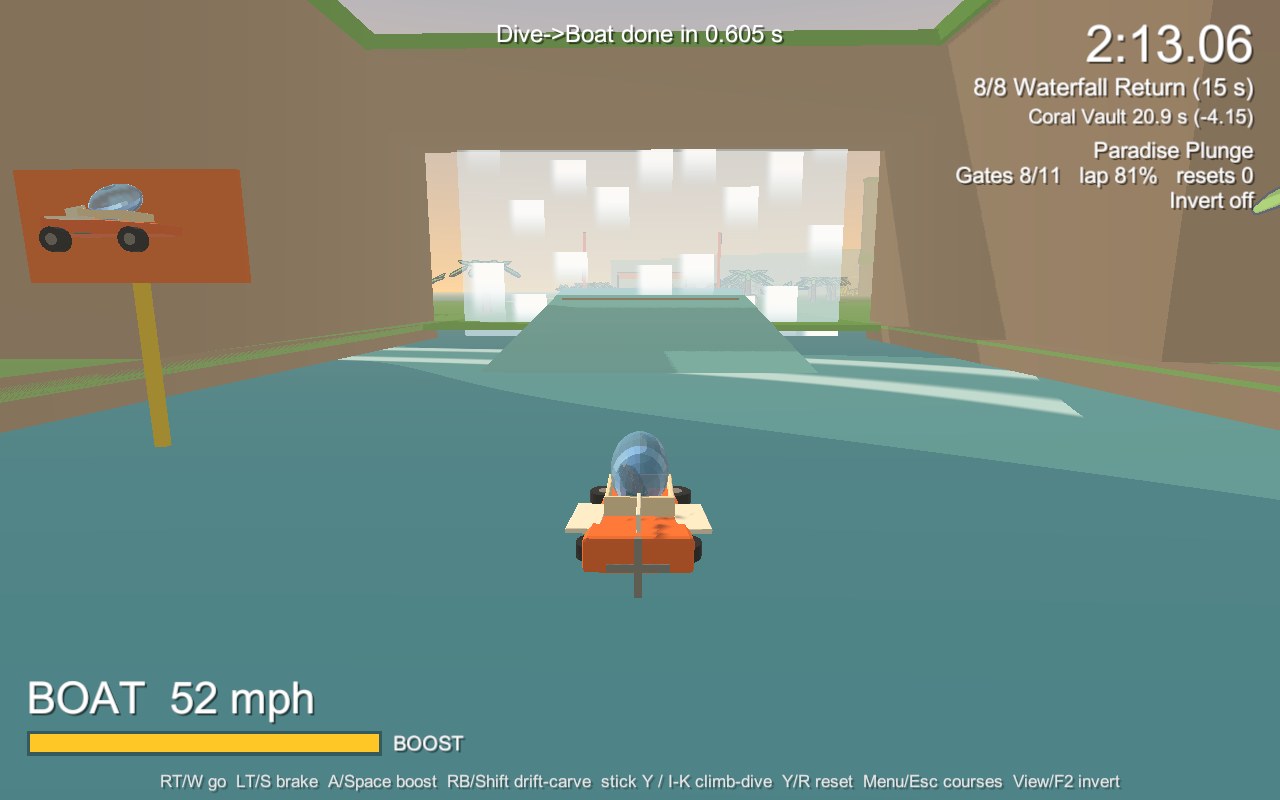 Dive->Boat done in 0.605 s
2:13.06
8/8 Waterfall Return (15 s)
Coral Vault 20.9 s (-4.15)
Paradise Plunge
Gates 8/11 lap 81% resets 0
Invert off
BOAT 52 mph
BOOST
RT/W go LT/S brake A/Space boost RB/Shift drift-carve stick Y / I-K climb-dive Y/R reset Menu/Esc courses View/F2 invert